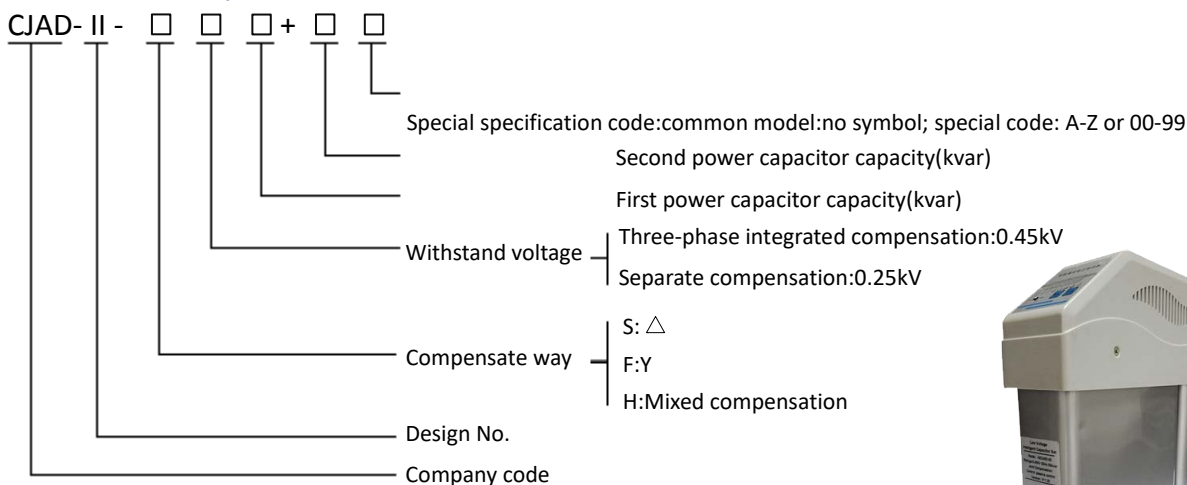 CJAD- II - □ □ □ + □ □
Special specification code:common model:no symbol; special code: A-Z or 00-99
Second power capacitor capacity(kvar)
First power capacitor capacity(kvar)
Withstand voltage
Three-phase integrated compensation:0.45kV
Separate compensation:0.25kV
Compensate way
S: △
F:Y
H:Mixed compensation
Design No.
Company code
Low Voltage